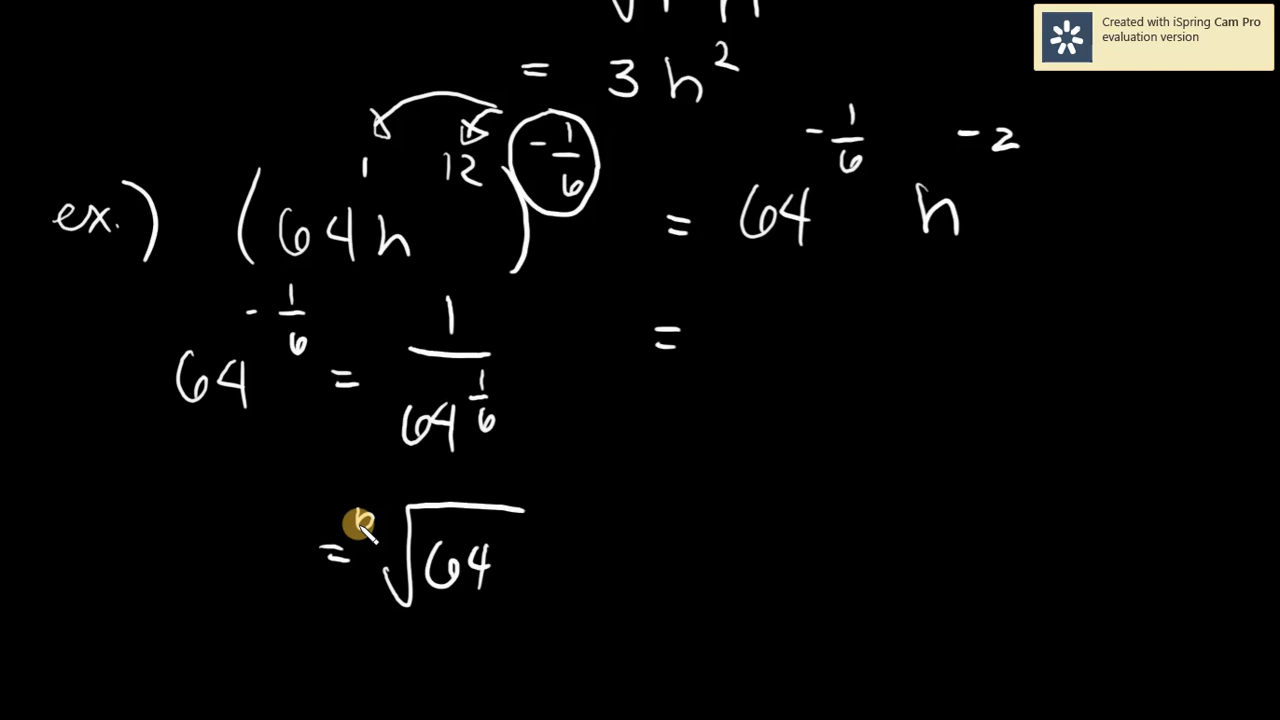 Created with iSpring Cam Pro
evaluation version
= 3 h^2
ex.) (64^1 h^12)^(-1/6) = 64^(-1/6) h^(-2)
64^(-1/6) = 1/64^(1/6) =
= ⁶√64